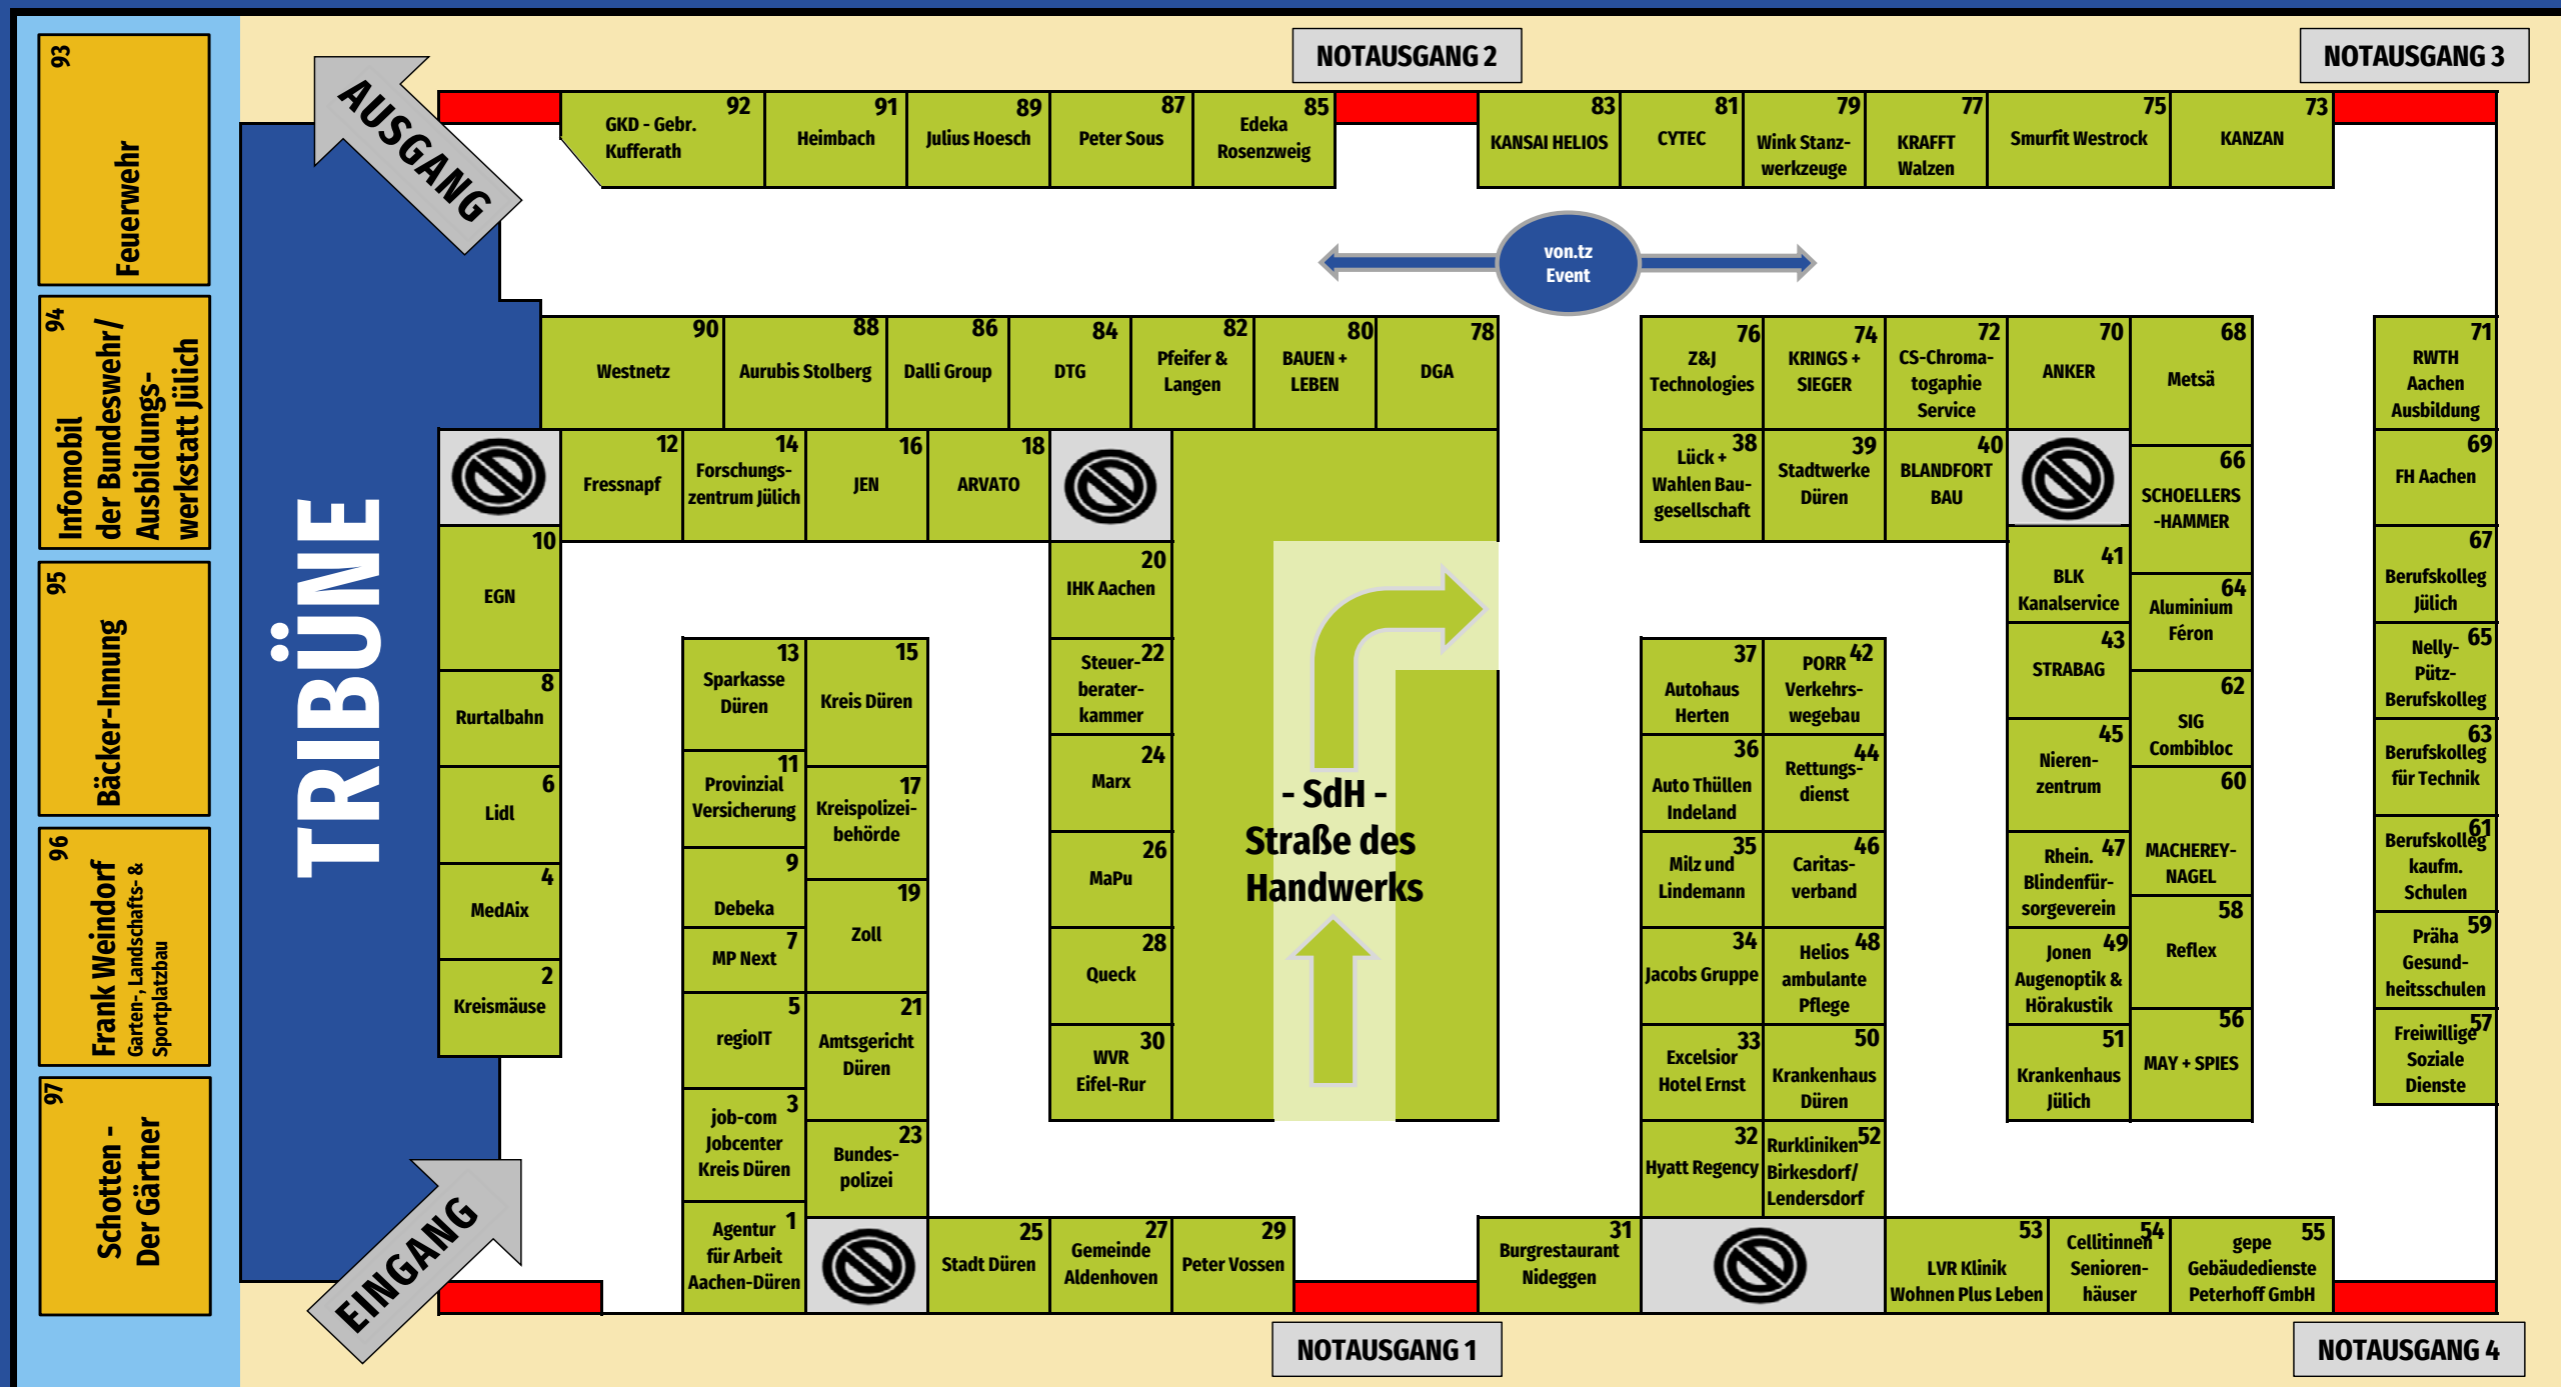 93
Feuerwehr
94
Infomobil
der Bundeswehr/
Ausbildungs-
werkstatt Jülich
95
Bäcker-Innung
96
Frank Weindorf
Garten-, Landschafts- &
Sportplatzbau
97
Schotten -
Der Gärtner
TRIBÜNE
AUSGANG
EINGANG
NOTAUSGANG 2
NOTAUSGANG 3
92
GKD - Gebr.
Kufferath
91
Heimbach
89
Julius Hoesch
87
Peter Sous
85
Edeka
Rosenzweig
83
KANSAI HELIOS
81
CYTEC
79
Wink Stanz-
werkzeuge
77
KRAFFT
Walzen
75
Smurfit Westrock
73
KANZAN
von.tz
Event
90
Westnetz
88
Aurubis Stolberg
86
Dalli Group
84
DTG
82
Pfeifer &
Langen
80
BAUEN +
LEBEN
78
DGA
76
Z&J
Technologies
74
KRINGS +
SIEGER
72
CS-Chroma-
togaphie
Service
70
ANKER
68
Metsä
71
RWTH
Aachen
Ausbildung
12
Fressnapf
14
Forschungs-
zentrum Jülich
16
JEN
18
ARVATO
38
Lück +
Wahlen Bau-
gesellschaft
39
Stadtwerke
Düren
40
BLANDFORT
BAU
66
SCHOELLERS
-HAMMER
69
FH Aachen
10
EGN
8
Rurtalbahn
6
Lidl
4
MedAix
2
Kreismäuse
13
Sparkasse
Düren
11
Provinzial
Versicherung
9
Debeka
7
MP Next
5
regioIT
3
job-com
Jobcenter
Kreis Düren
1
Agentur
für Arbeit
Aachen-Düren
15
Kreis Düren
17
Kreispolizei-
behörde
19
Zoll
21
Amtsgericht
Düren
23
Bundes-
polizei
20
IHK Aachen
22
Steuer-
berater-
kammer
24
Marx
26
MaPu
28
Queck
30
WVR
Eifel-Rur
- SdH -
Straße des
Handwerks
37
Autohaus
Herten
36
Auto Thüllen
Indeland
35
Milz und
Lindemann
34
Jacobs Gruppe
33
Excelsior
Hotel Ernst
32
Hyatt Regency
42
PORR
Verkehrs-
wegebau
44
Rettungs-
dienst
46
Caritas-
verband
48
Helios
ambulante
Pflege
50
Krankenhaus
Düren
52
Rurkliniken
Birkesdorf/
Lendersdorf
41
BLK
Kanalservice
43
STRABAG
45
Nieren-
zentrum
47
Rhein.
Blindenfür-
sorgeverein
49
Jonen
Augenoptik &
Hörakustik
51
Krankenhaus
Jülich
64
Aluminium
Féron
62
SIG
Combibloc
60
MACHEREY-
NAGEL
58
Reflex
56
MAY + SPIES
67
Berufskolleg
Jülich
65
Nelly-
Pütz-
Berufskolleg
63
Berufskolleg
für Technik
61
Berufskolleg
kaufm.
Schulen
59
Präha
Gesund-
heitsschulen
57
Freiwillige
Soziale
Dienste
25
Stadt Düren
27
Gemeinde
Aldenhoven
29
Peter Vossen
31
Burgrestaurant
Nideggen
53
LVR Klinik
Wohnen Plus Leben
54
Cellitinnen
Senioren-
häuser
55
gepe
Gebäudedienste
Peterhoff GmbH
NOTAUSGANG 1
NOTAUSGANG 4